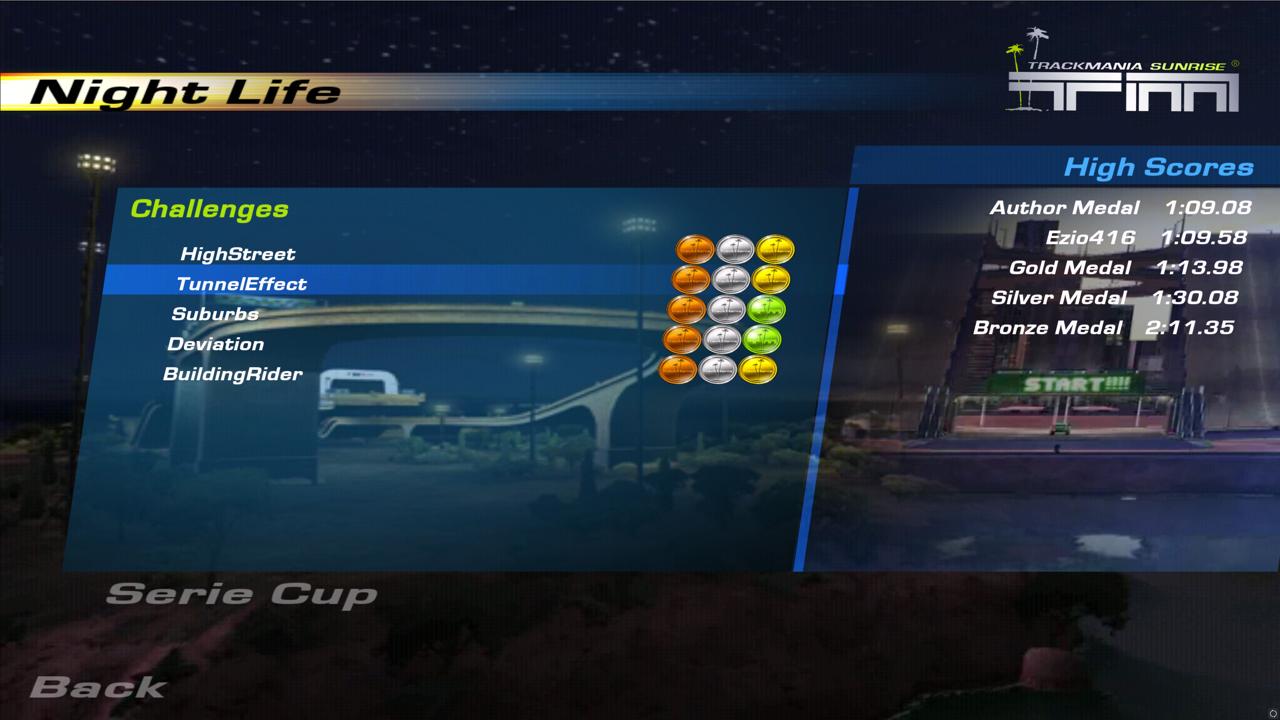 TRACKMANIA SUNRISE ®
TM
Night Life
High Scores
Challenges
HighStreet
TunnelEffect
Suburbs
Deviation
BuildingRider
Author Medal 1:09.08
Ezio416 1:09.58
Gold Medal 1:13.98
Silver Medal 1:30.08
Bronze Medal 2:11.35
START!!!!
Serie Cup
Back